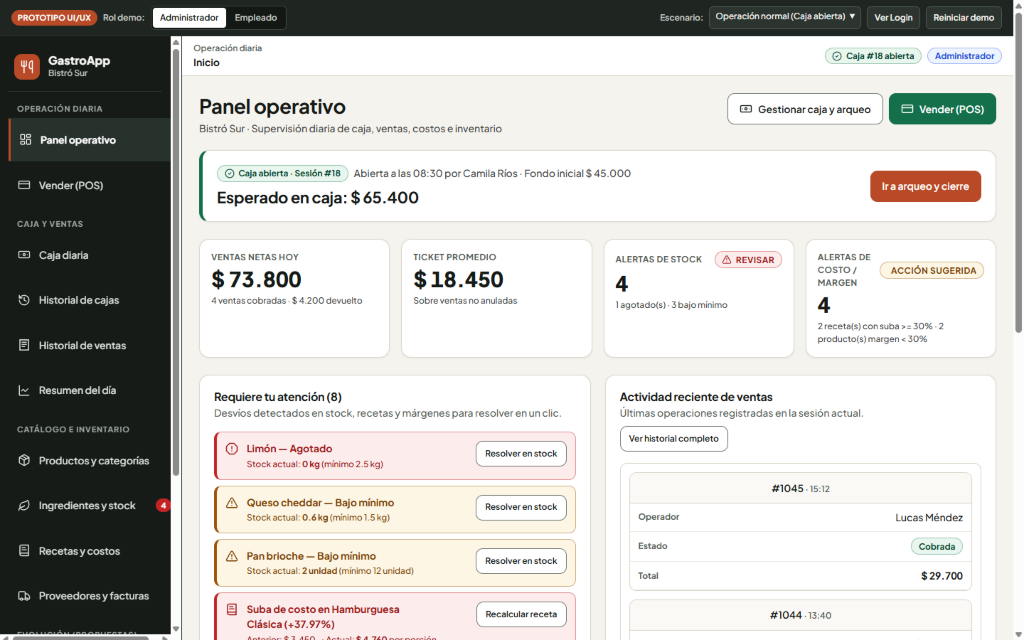 PROTOTIPO UI/UX Rol demo: Administrador Empleado
Escenario: Operación normal (Caja abierta) ▼ Ver Login Reiniciar demo
GastroApp
Bistró Sur
OPERACIÓN DIARIA
Panel operativo
Vender (POS)
CAJA Y VENTAS
Caja diaria
Historial de cajas
Historial de ventas
Resumen del día
CATÁLOGO E INVENTARIO
Productos y categorías
Ingredientes y stock 4
Recetas y costos
Proveedores y facturas
EVOLUCIÓN (PROPUESTAS)
Operación diaria
Inicio
Caja #18 abierta Administrador
Panel operativo
Bistró Sur · Supervisión diaria de caja, ventas, costos e inventario
Gestionar caja y arqueo Vender (POS)
Caja abierta · Sesión #18 Abierta a las 08:30 por Camila Ríos · Fondo inicial $ 45.000
Esperado en caja: $ 65.400
Ir a arqueo y cierre
VENTAS NETAS HOY
$ 73.800
4 ventas cobradas · $ 4.200 devuelto
TICKET PROMEDIO
$ 18.450
Sobre ventas no anuladas
ALERTAS DE STOCK REVISAR
4
1 agotado(s) · 3 bajo mínimo
ALERTAS DE
COSTO /
MARGEN
ACCIÓN SUGERIDA
4
2 receta(s) con suba >= 30% · 2
producto(s) margen < 30%
Requiere tu atención (8)
Desvíos detectados en stock, recetas y márgenes para resolver en un clic.
Limón — Agotado
Stock actual: 0 kg (mínimo 2.5 kg)
Resolver en stock
Queso cheddar — Bajo mínimo
Stock actual: 0.6 kg (mínimo 1.5 kg)
Resolver en stock
Pan brioche — Bajo mínimo
Stock actual: 2 unidad (mínimo 12 unidad)
Resolver en stock
Suba de costo en Hamburguesa
Clásica (+37.97%)
Anterior: $ 3.450 · Actual: $ 4.760 por porción
Recalcular receta
Actividad reciente de ventas
Últimas operaciones registradas en la sesión actual.
Ver historial completo
#1045 · 15:12
Operador Lucas Méndez
Estado Cobrada
Total $ 29.700
#1044 · 13:40